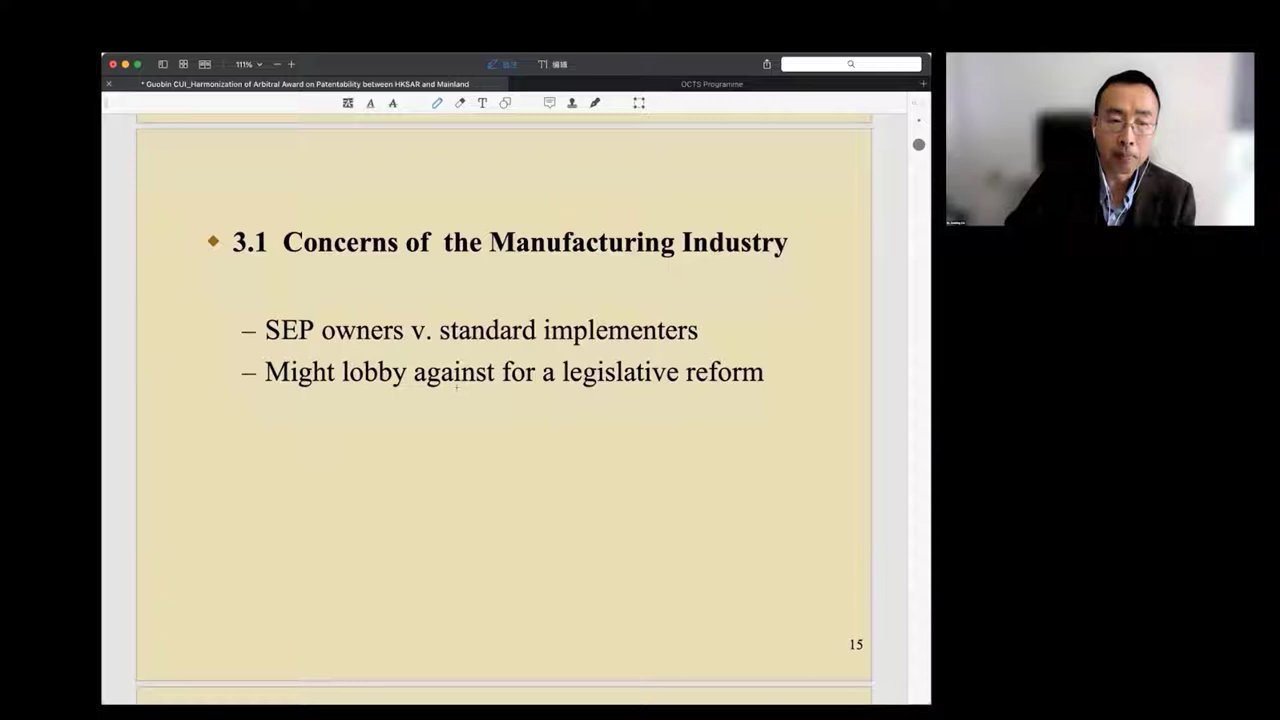 111%
编辑
* Guobin CUI_Harmonization of Arbitral Award on Patentability between HKSAR and Mainland
OCTS Programme
3.1 Concerns of the Manufacturing Industry
– SEP owners v. standard implementers
– Might lobby against for a legislative reform
15